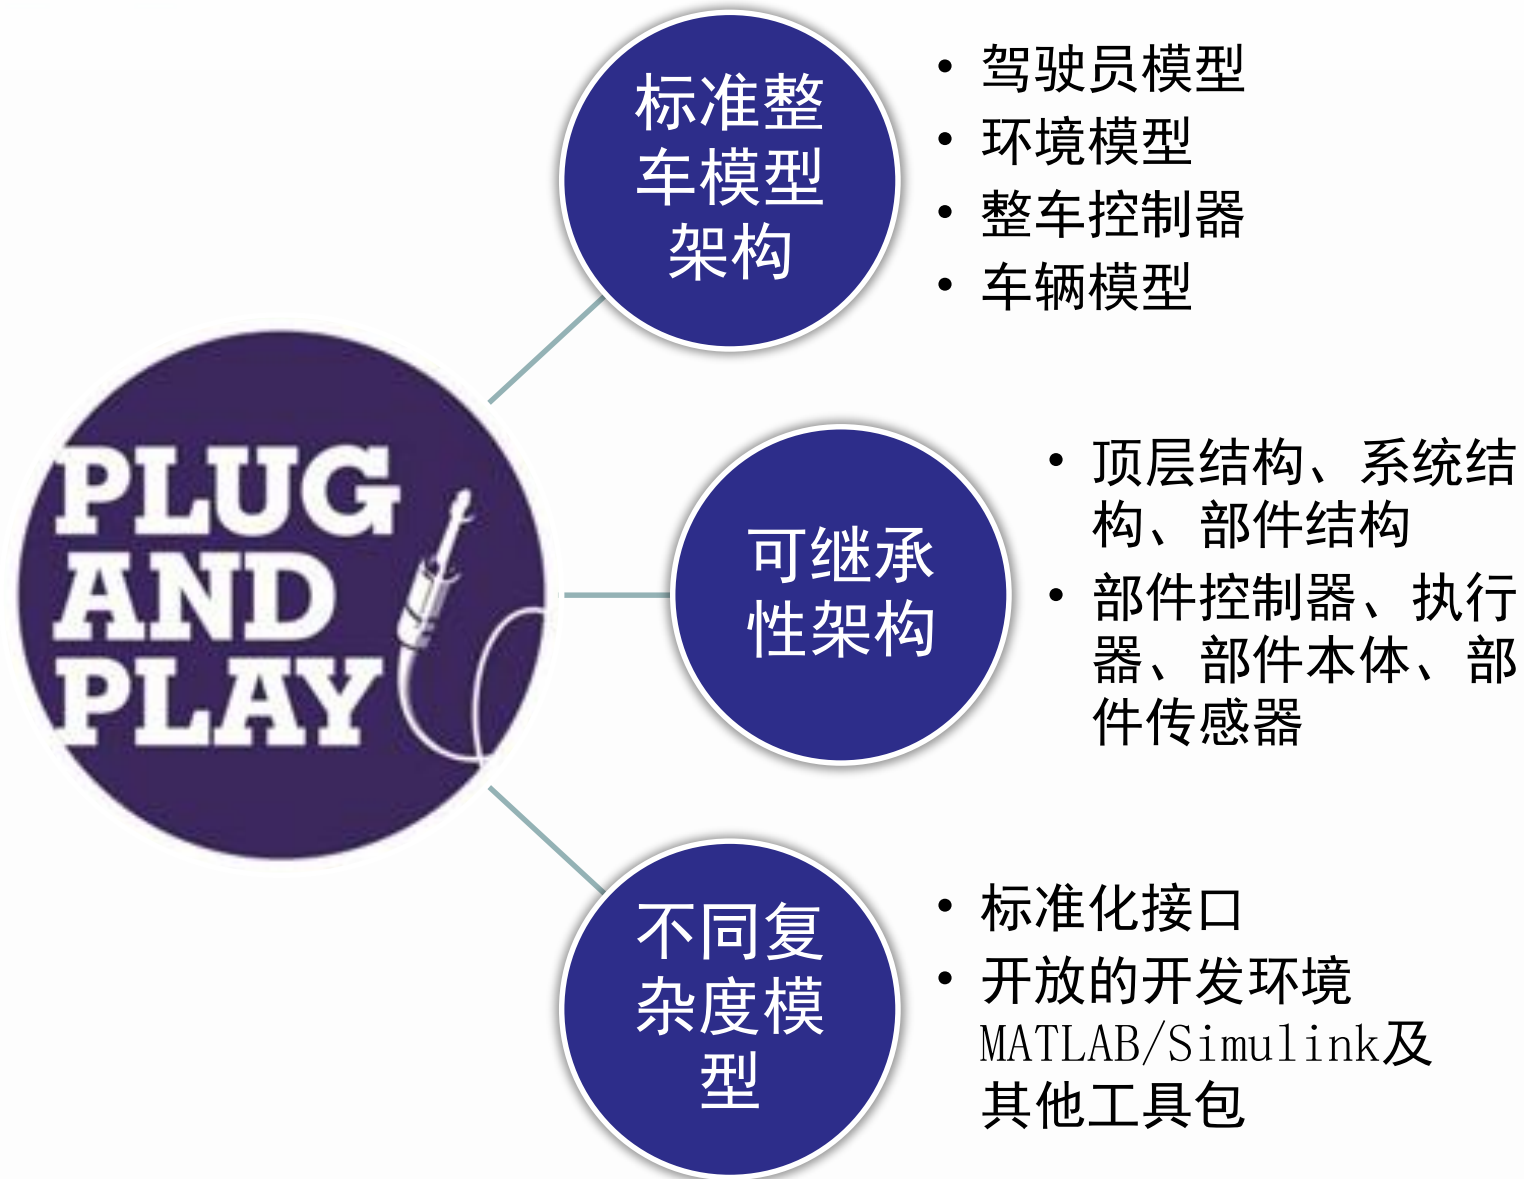 PLUG
AND
PLAY
标准整
车模型
架构
• 驾驶员模型
• 环境模型
• 整车控制器
• 车辆模型
可继承
性架构
• 顶层结构、系统结
构、部件结构
• 部件控制器、执行
器、部件本体、部
件传感器
不同复
杂度模
型
• 标准化接口
• 开放的开发环境
MATLAB/Simulink及
其他工具包